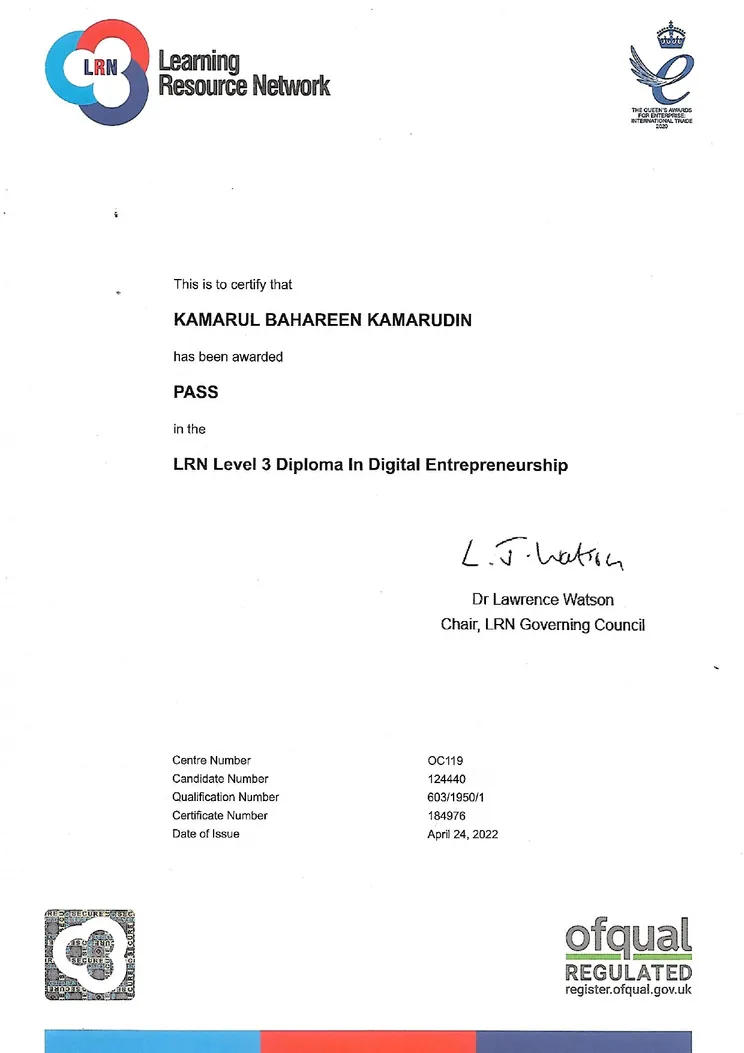 LRN
Learning
Resource Network
THE QUEEN'S AWARDS
FOR ENTERPRISE:
INTERNATIONAL TRADE
2020
This is to certify that
KAMARUL BAHAREEN KAMARUDIN
has been awarded
PASS
in the
LRN Level 3 Diploma In Digital Entrepreneurship
L. J. Watson
Dr Lawrence Watson
Chair, LRN Governing Council
Centre Number OC119
Candidate Number 124440
Qualification Number 603/1950/1
Certificate Number 184976
Date of Issue April 24, 2022
SECURE
SECURE
ofqual
REGULATED
register.ofqual.gov.uk